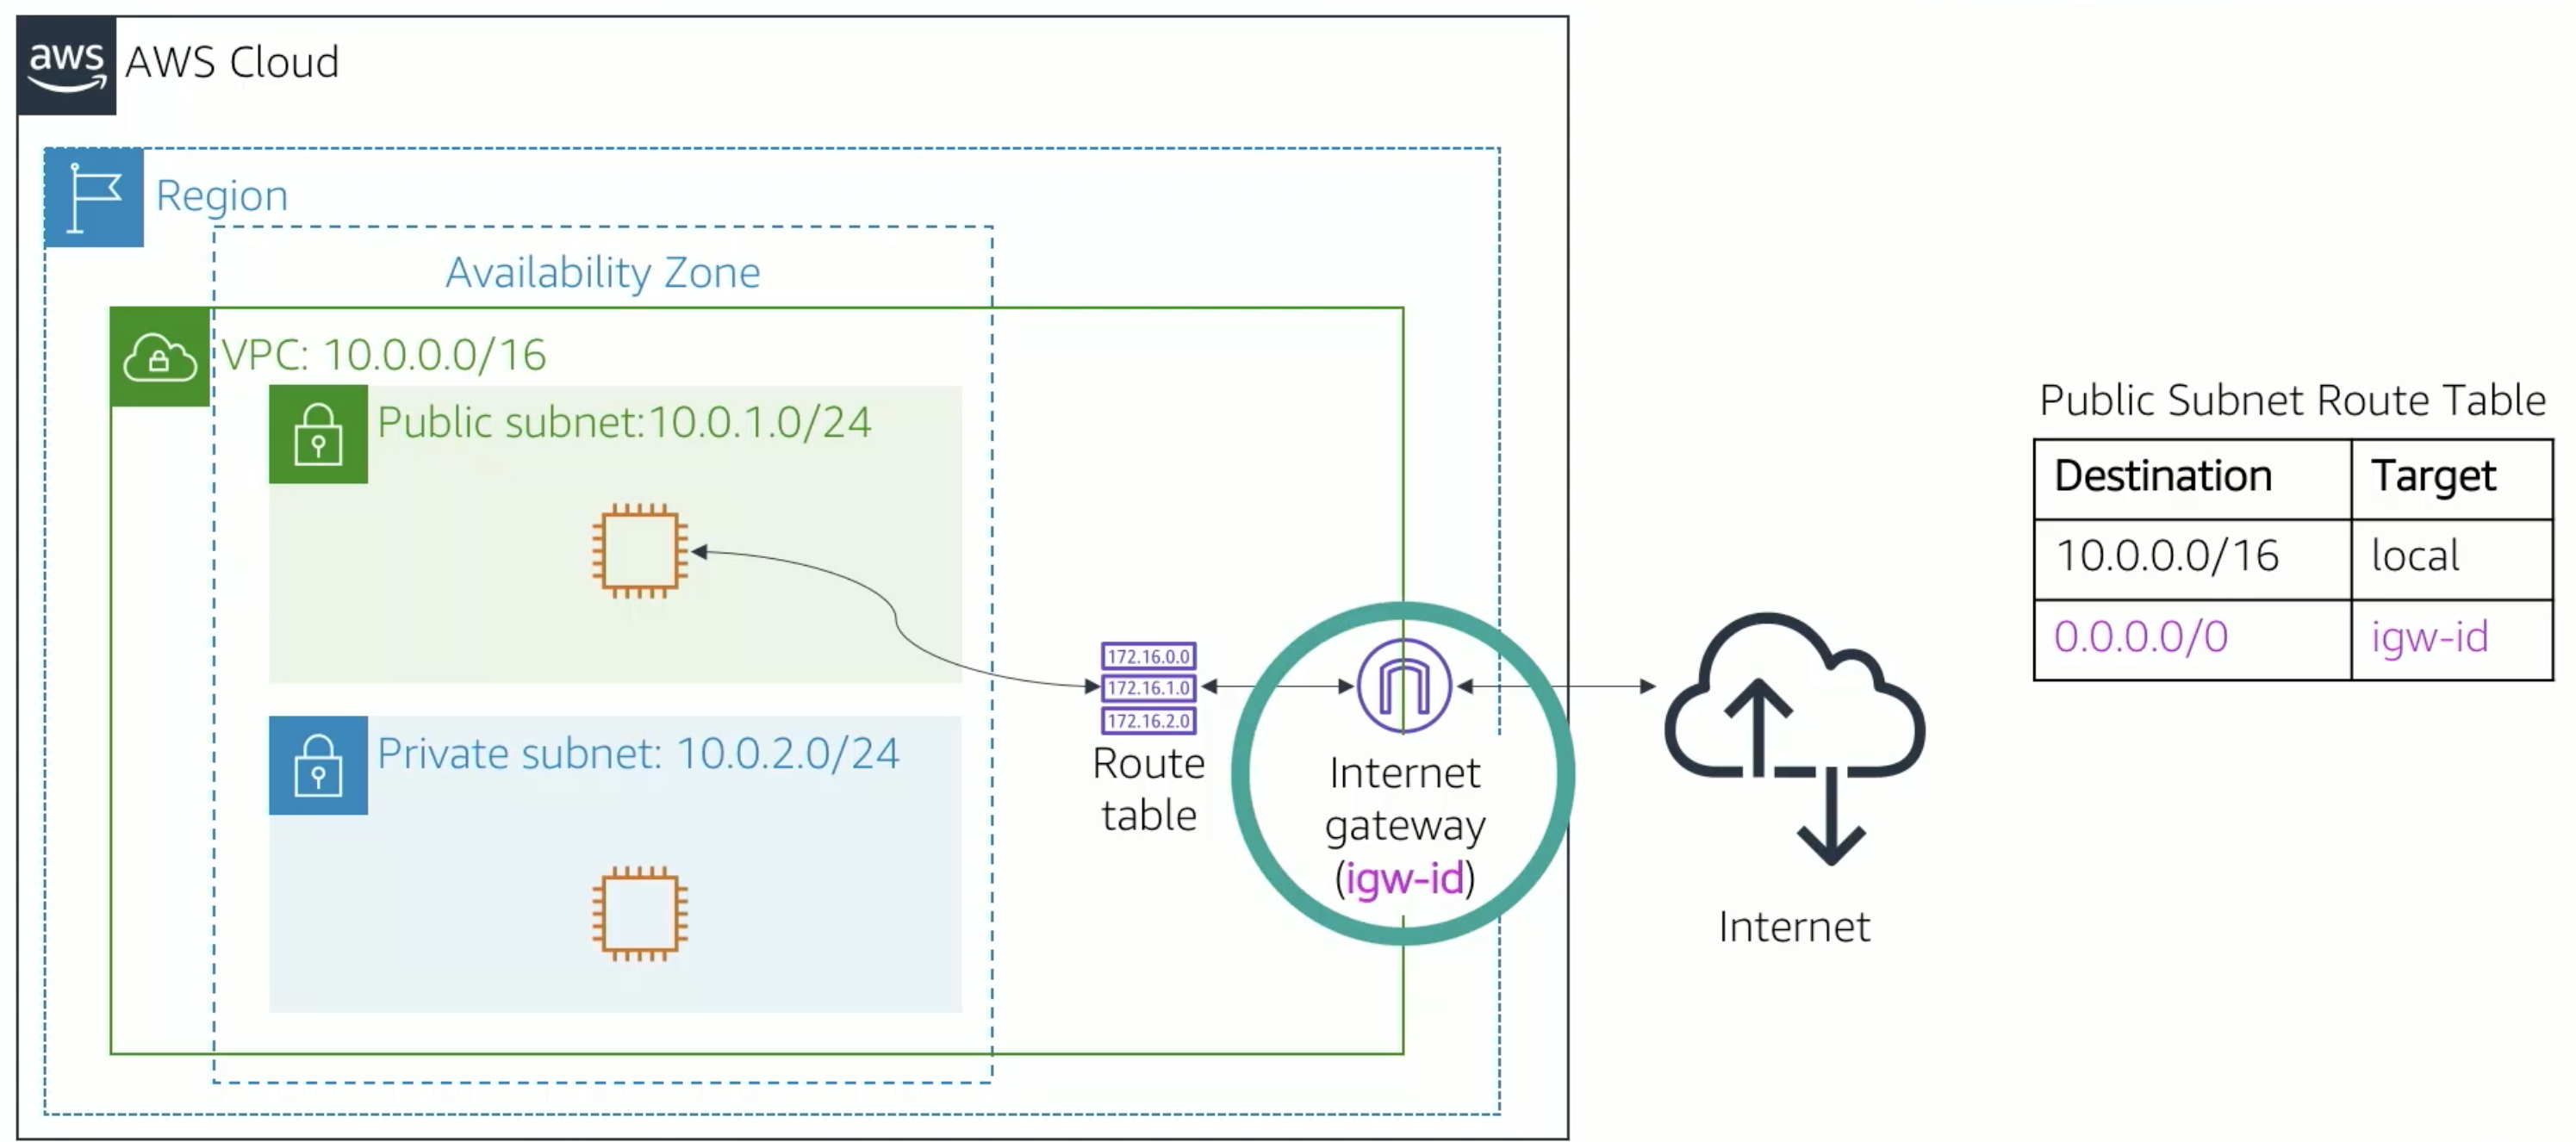 aws
AWS Cloud
Region
Availability Zone
VPC: 10.0.0.0/16
Public subnet:10.0.1.0/24
Private subnet: 10.0.2.0/24
172.16.0.0
172.16.1.0
172.16.2.0
Route
table
Internet
gateway
(igw-id)
Internet
Public Subnet Route Table
Destination Target
10.0.0.0/16 local
0.0.0.0/0 igw-id